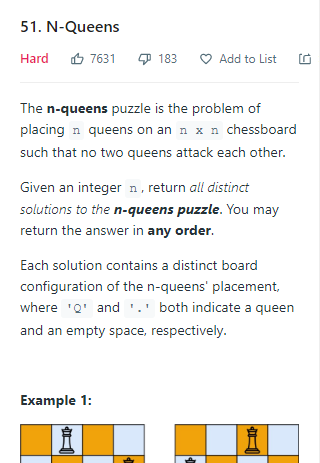 51. N-Queens
Hard 7631 183 Add to List
The n-queens puzzle is the problem of
placing n queens on an n x n chessboard
such that no two queens attack each other.
Given an integer n, return all distinct
solutions to the n-queens puzzle. You may
return the answer in any order.
Each solution contains a distinct board
configuration of the n-queens' placement,
where 'Q' and '.' both indicate a queen
and an empty space, respectively.
Example 1: